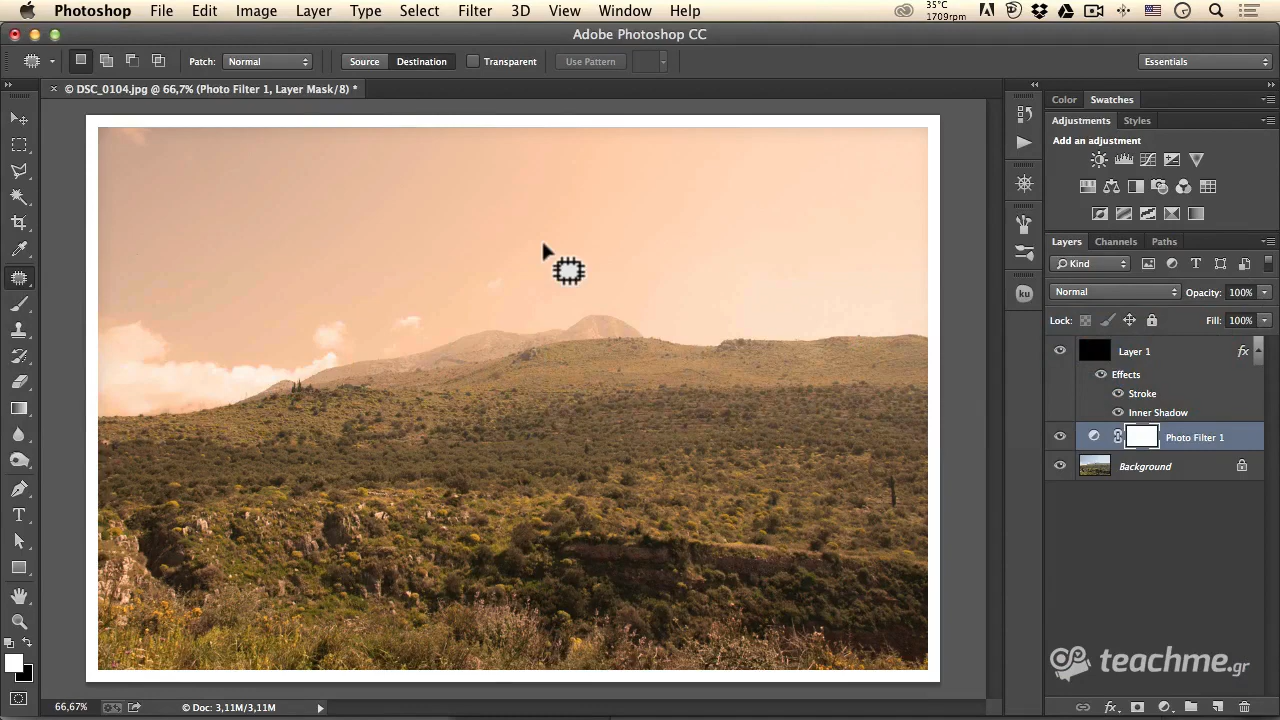 Photoshop File Edit Image Layer Type Select Filter 3D View Window Help
35°C
1709rpm
Adobe Photoshop CC
Patch: Normal Source Destination Transparent Use Pattern Essentials
© DSC_0104.jpg @ 66,7% (Photo Filter 1, Layer Mask/8) *
Color Swatches
Adjustments Styles
Add an adjustment
Layers Channels Paths
Kind
Normal Opacity: 100%
Lock: Fill: 100%
Layer 1 fx
Effects
Stroke
Inner Shadow
Photo Filter 1
Background
ku
teachme.gr
66,67% © Doc: 3,11M/3,11M
fx